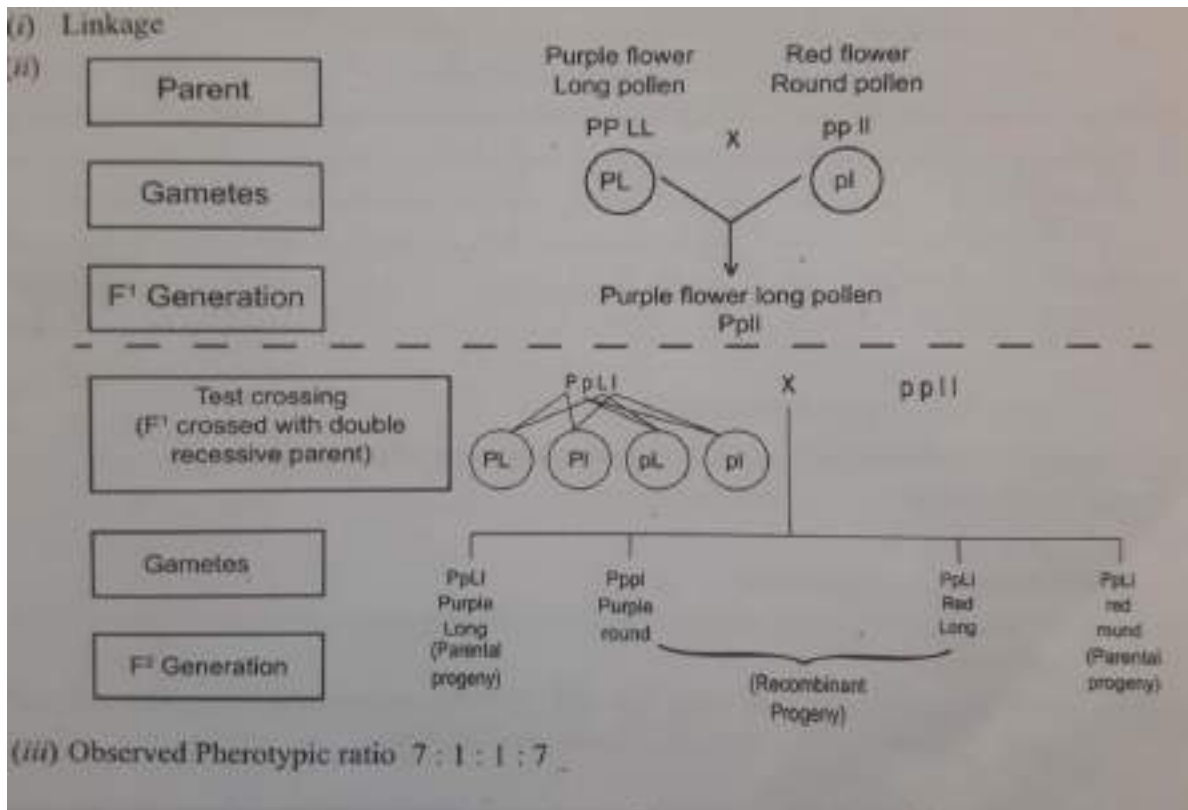 (i) Linkage
(ii)
Parent
Purple flower
Long pollen
Red flower
Round pollen
PP LL
X
pp ll
Gametes
PL
pl
F¹ Generation
Purple flower long pollen
Ppll
Test crossing
(F¹ crossed with double
recessive parent)
PpLl
X
ppll
PL
Pl
pL
pl
Gametes
PpLl
Purple
Long
(Parental
progeny)
Pppl
Purple
round
PpLl
Red
Long
PpLl
red
round
(Parental
progeny)
F² Generation
(Recombinant
Progeny)
(iii) Observed Pherotypic ratio 7 : 1 : 1 : 7